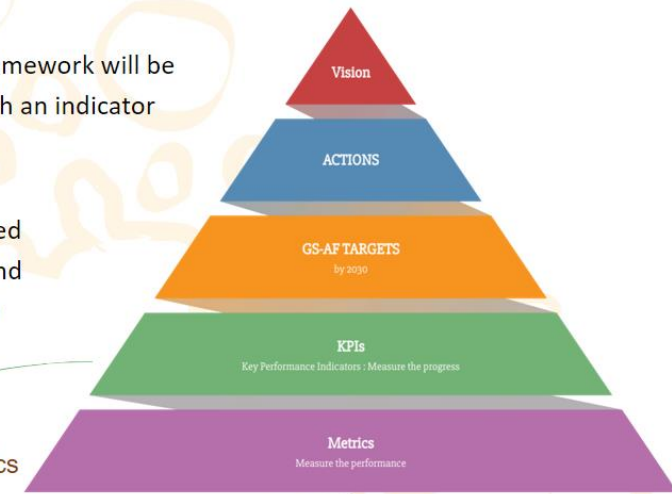 mework will be
h an indicator
ed
nd
cs
Vision
ACTIONS
GS-AF TARGETS
by 2030
KPIs
Key Performance Indicators : Measure the progress
Metrics
Measure the performance